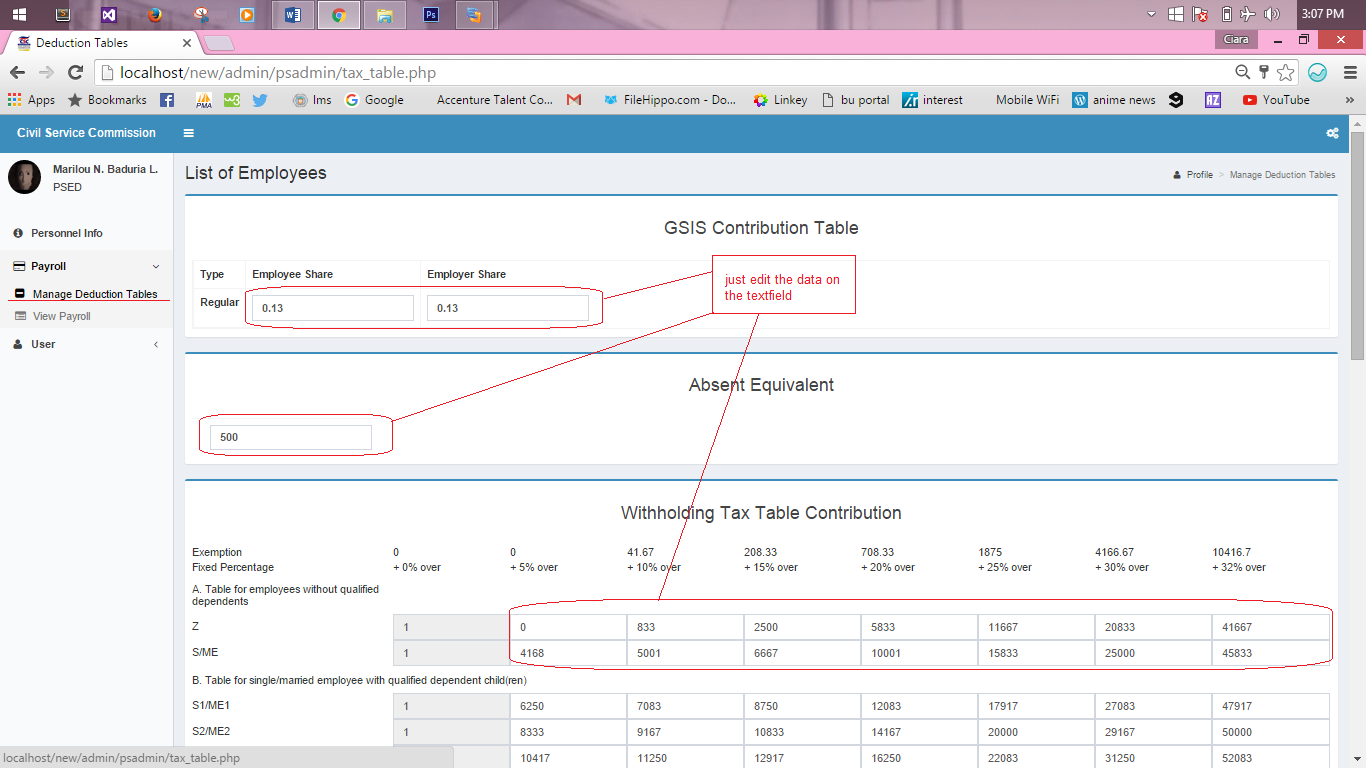 3:07 PM
Deduction Tables
Ciara
localhost/new/admin/psadmin/tax_table.php
Apps Bookmarks PMA lms Google Accenture Talent Co... FileHippo.com - Do... Linkey bu portal interest Mobile WiFi anime news YouTube »
Civil Service Commission
Marilou N. Baduria L.
PSED
Personnel Info
Payroll
Manage Deduction Tables
View Payroll
User
List of Employees
Profile > Manage Deduction Tables
GSIS Contribution Table
Type Employee Share Employer Share
Regular 0.13 0.13
just edit the data on
the textfield
Absent Equivalent
500
Withholding Tax Table Contribution
Exemption 0 0 41.67 208.33 708.33 1875 4166.67 10416.7
Fixed Percentage + 0% over + 5% over + 10% over + 15% over + 20% over + 25% over + 30% over + 32% over
A. Table for employees without qualified
dependents
Z 1 0 833 2500 5833 11667 20833 41667
S/ME 1 4168 5001 6667 10001 15833 25000 45833
B. Table for single/married employee with qualified dependent child(ren)
S1/ME1 1 6250 7083 8750 12083 17917 27083 47917
S2/ME2 1 8333 9167 10833 14167 20000 29167 50000
10417 11250 12917 16250 22083 31250 52083
localhost/new/admin/psadmin/tax_table.php